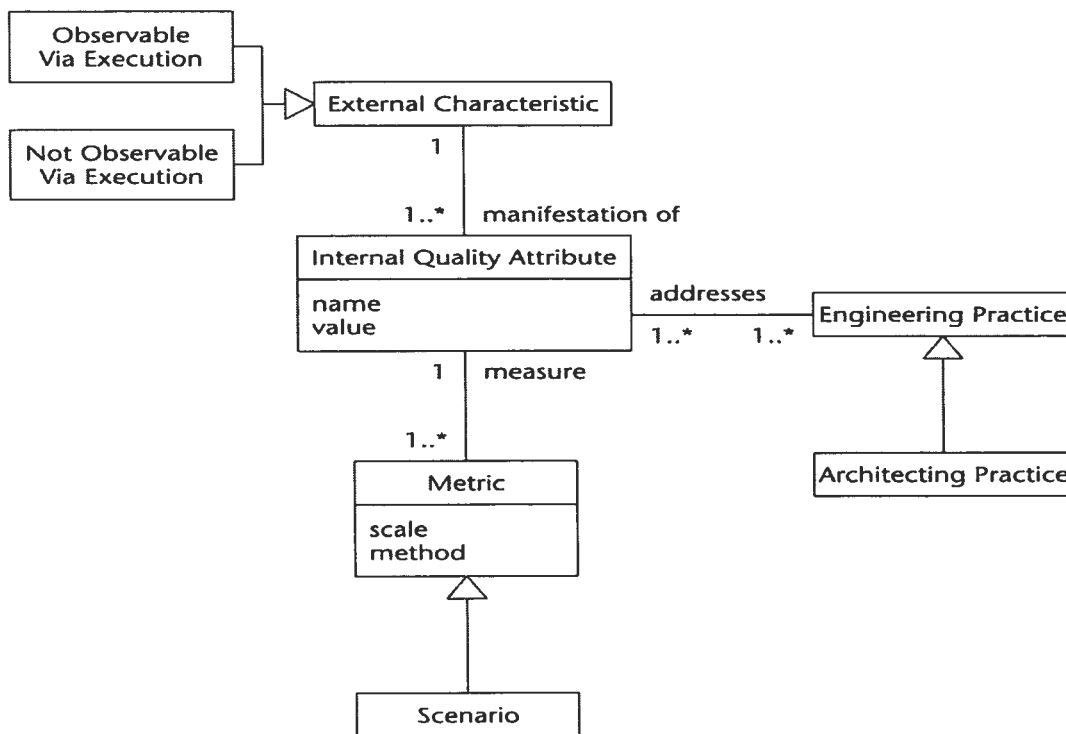 Observable
Via Execution
External Characteristic
Not Observable
Via Execution
1
1..*
manifestation of
Internal Quality Attribute
name
value
addresses
1..*
1..*
Engineering Practice
1
measure
1..*
Metric
scale
method
Architecting Practice
Scenario